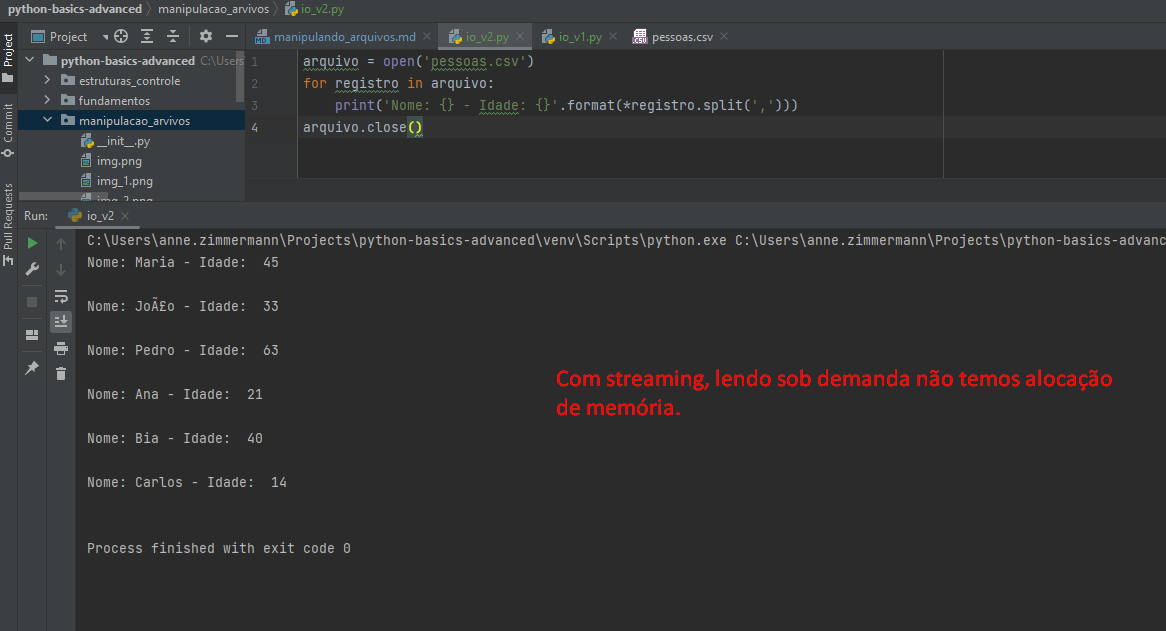 python-basics-advanced 〉 manipulacao_arvivos 〉 io_v2.py
Project
manipulando_arquivos.md × io_v2.py × io_v1.py × pessoas.csv ×
Project
Commit
Pull Requests
python-basics-advanced C:\Users
estruturas_controle
fundamentos
manipulacao_arvivos
__init__.py
img.png
img_1.png
img_2.png
1 arquivo = open('pessoas.csv')
2 for registro in arquivo:
3     print('Nome: {} - Idade: {}'.format(*registro.split(',')))
4 arquivo.close()
Run: io_v2 ×
C:\Users\anne.zimmermann\Projects\python-basics-advanced\venv\Scripts\python.exe C:\Users\anne.zimmermann\Projects\python-basics-advanc
Nome: Maria - Idade:  45
Nome: JoÃ£o - Idade:  33
Nome: Pedro - Idade:  63
Nome: Ana - Idade:  21
Nome: Bia - Idade:  40
Nome: Carlos - Idade:  14
Com streaming, lendo sob demanda não temos alocação
de memória.
Process finished with exit code 0